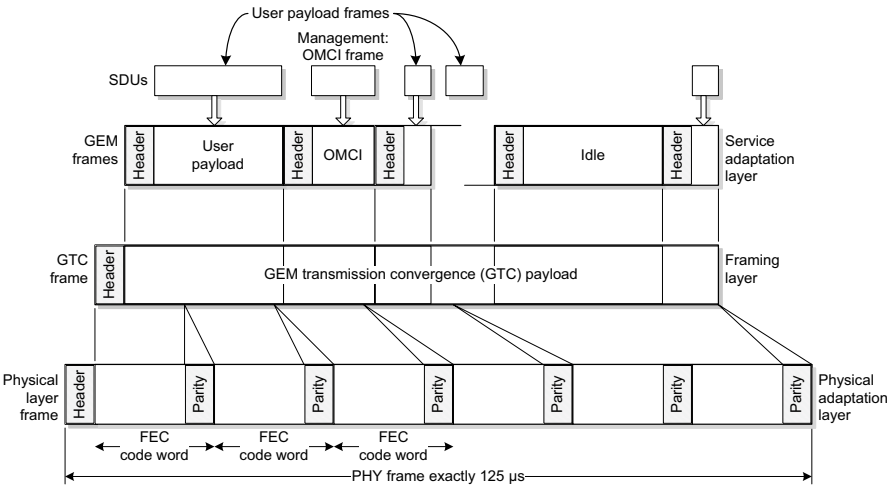 User payload frames
Management:
OMCI frame
SDUs
GEM
frames
Header
User
payload
Header
OMCI
Header
Header
Idle
Header
Service
adaptation
layer
GTC
frame
Header
GEM transmission convergence (GTC) payload
Framing
layer
Physical
layer
frame
Header
Parity
Parity
Parity
Parity
Parity
Parity
Physical
adaptation
layer
FEC
code word
FEC
code word
FEC
code word
PHY frame exactly 125 µs